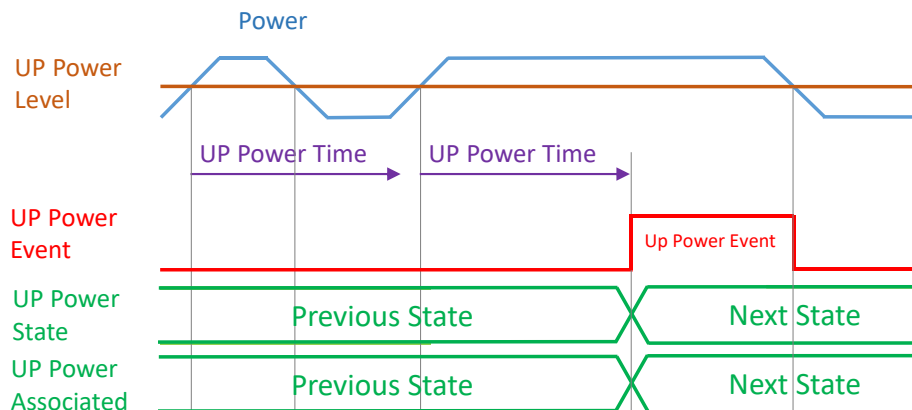 Power
UP Power
Level
UP Power Time
UP Power Time
UP Power
Event
Up Power Event
UP Power
State
Previous State
Next State
UP Power
Associated
Previous State
Next State